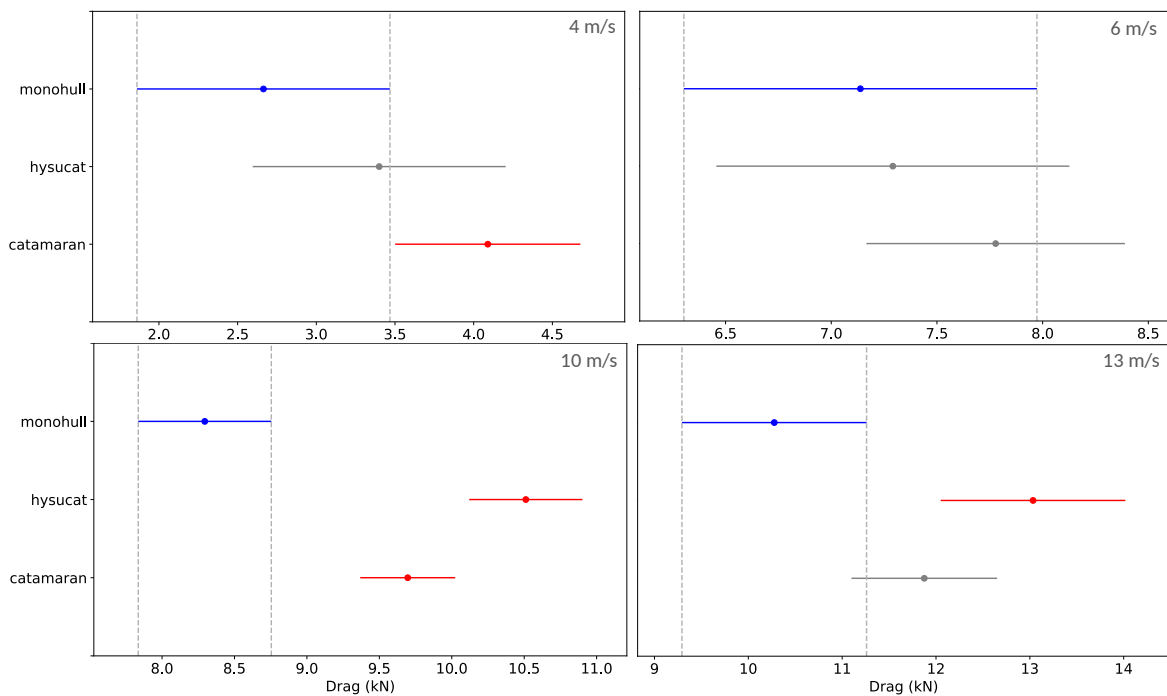 4 m/s
monohull
hysucat
catamaran
2.0 2.5 3.0 3.5 4.0 4.5
6 m/s
6.5 7.0 7.5 8.0 8.5
10 m/s
monohull
hysucat
catamaran
8.0 8.5 9.0 9.5 10.0 10.5 11.0
Drag (kN)
13 m/s
9 10 11 12 13 14
Drag (kN)